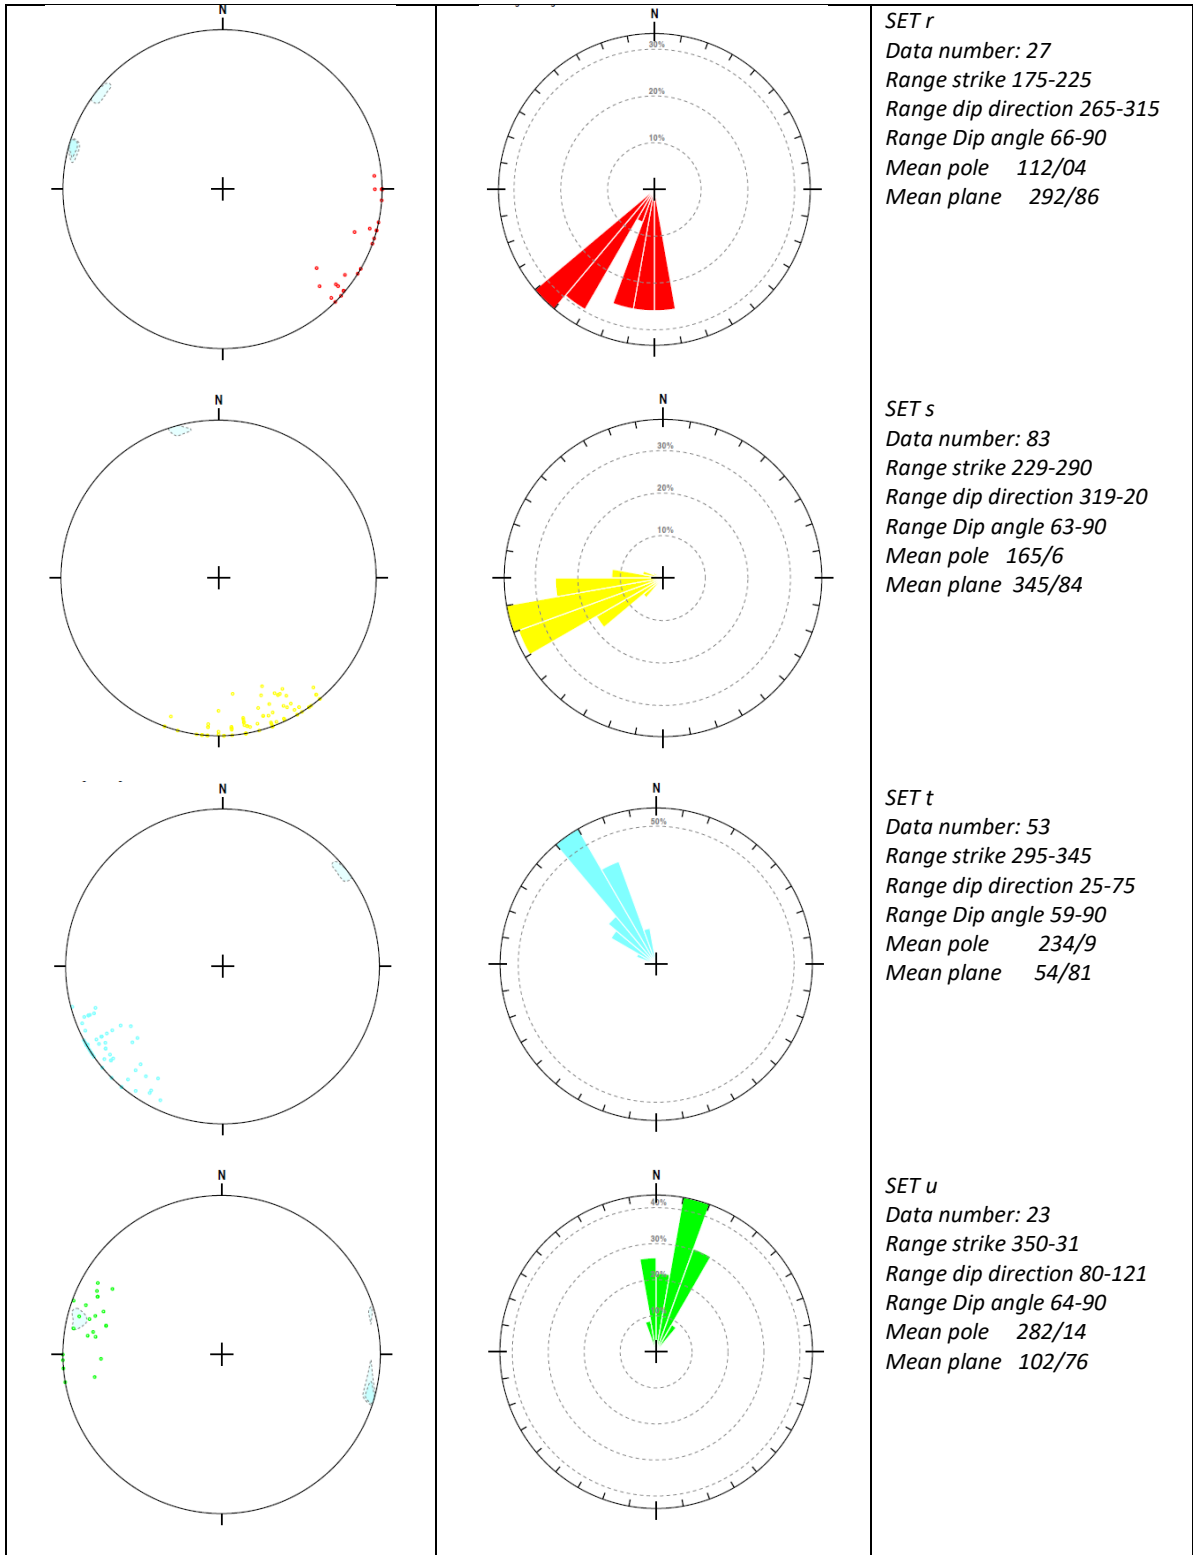 N
N
30%
20%
10%
SET r
Data number: 27
Range strike 175-225
Range dip direction 265-315
Range Dip angle 66-90
Mean pole 112/04
Mean plane 292/86
N
N
30%
20%
10%
SET s
Data number: 83
Range strike 229-290
Range dip direction 319-20
Range Dip angle 63-90
Mean pole 165/6
Mean plane 345/84
N
N
50%
SET t
Data number: 53
Range strike 295-345
Range dip direction 25-75
Range Dip angle 59-90
Mean pole 234/9
Mean plane 54/81
N
N
40%
30%
SET u
Data number: 23
Range strike 350-31
Range dip direction 80-121
Range Dip angle 64-90
Mean pole 282/14
Mean plane 102/76